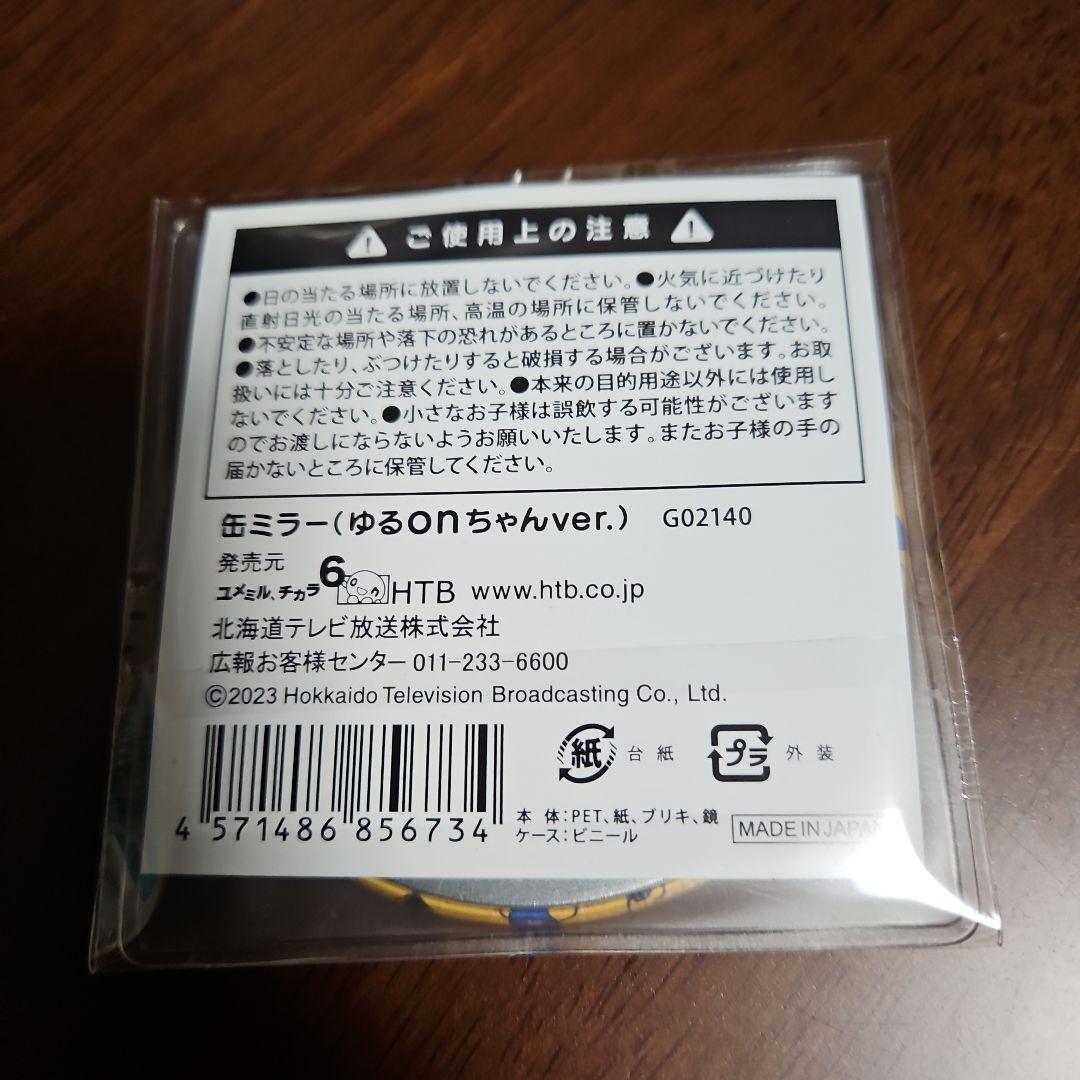 ご使用上の注意
●日の当たる場所に放置しないでください。●火気に近づけたり
直射日光の当たる場所、高温の場所に保管しないでください。
●不安定な場所や落下の恐れがあるところに置かないでください。
●落としたり、ぶつけたりすると破損する場合がございます。お取
扱いには十分ご注意ください。●本来の目的用途以外には使用し
ないでください。●小さなお子様は誤飲する可能性がございます
のでお渡しにならないようお願いいたします。またお子様の手の
届かないところに保管してください。
缶ミラー(ゆるonちゃんver.) G02140
発売元
ユメミル、チカラ 6 HTB www.htb.co.jp
北海道テレビ放送株式会社
広報お客様センター 011-233-6600
©2023 Hokkaido Television Broadcasting Co., Ltd.
紙 台紙 プラ 外装
4 571486 856734
本 体:PET、紙、ブリキ、鏡
ケース:ビニール
MADE IN JAPAN